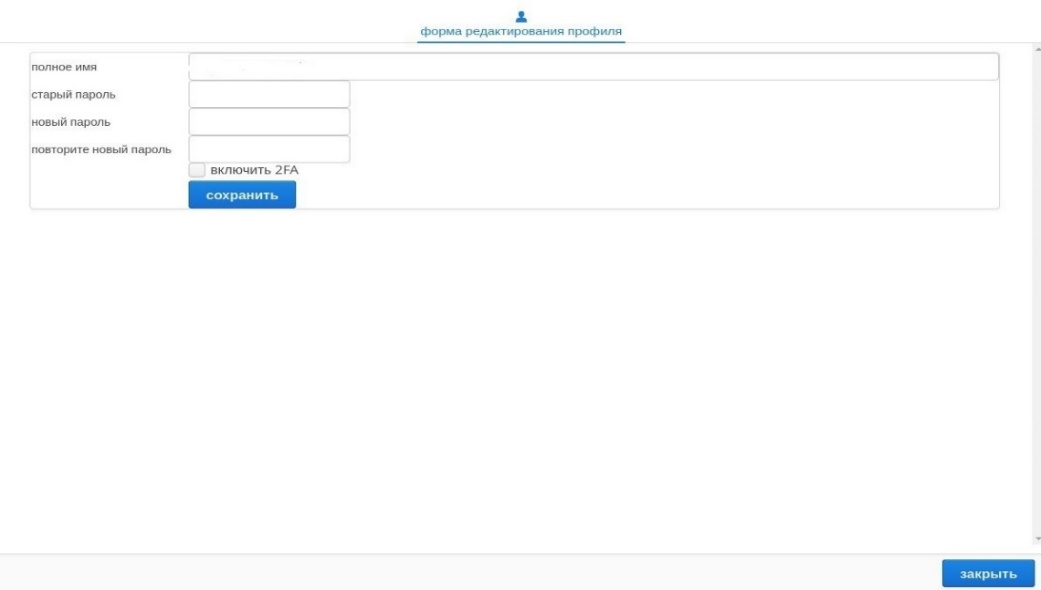 форма редактирования профиля
полное имя
старый пароль
новый пароль
повторите новый пароль
включить 2FA
сохранить
закрыть